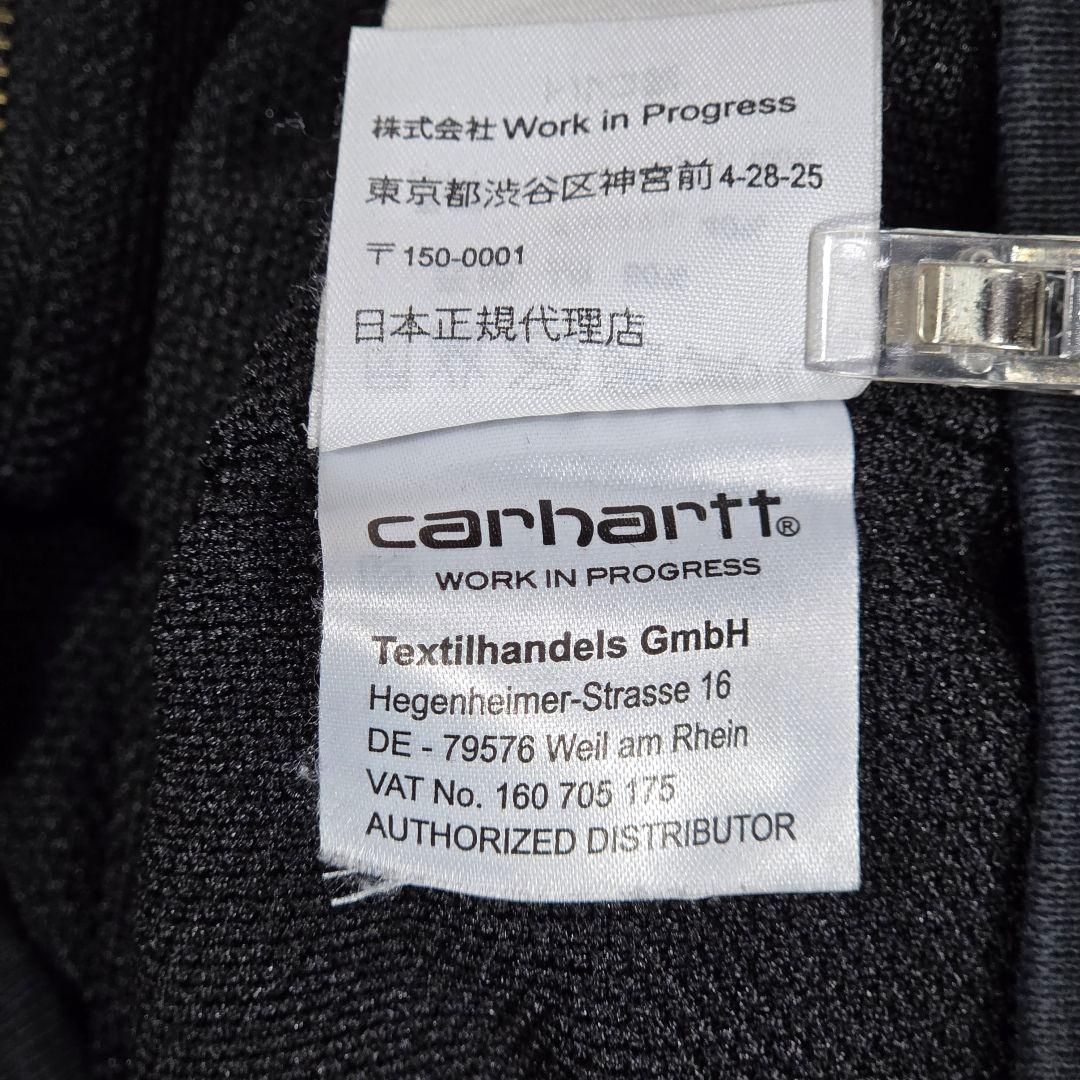 株式会社 Work in Progress
東京都渋谷区神宮前4-28-25
〒150-0001
日本正規代理店
carhartt®
WORK IN PROGRESS
Textilhandels GmbH
Hegenheimer-Strasse 16
DE - 79576 Weil am Rhein
VAT No. 160 705 175
AUTHORIZED DISTRIBUTOR